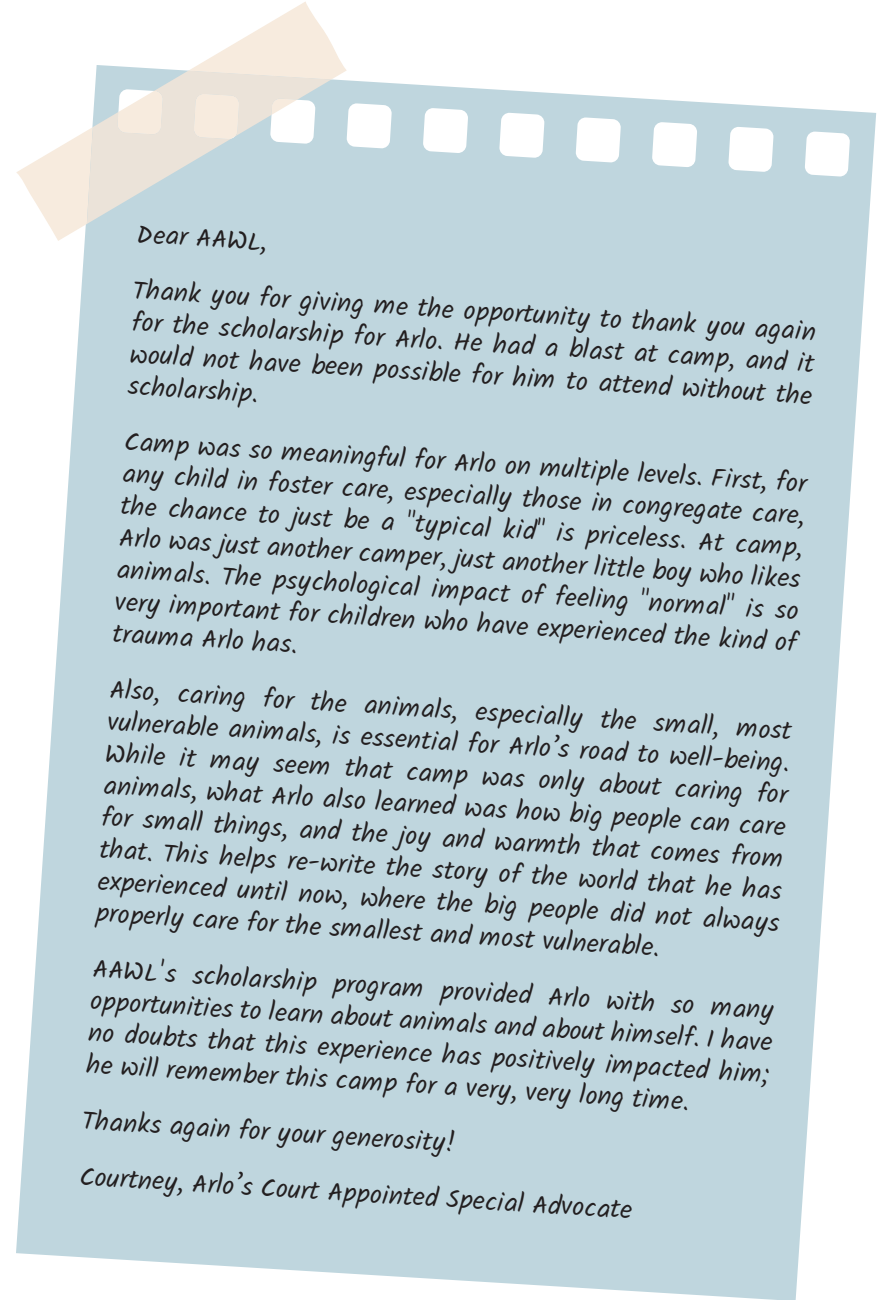 Dear AAWL,
Thank you for giving me the opportunity to thank you again
for the scholarship for Arlo. He had a blast at camp, and it
would not have been possible for him to attend without the
scholarship.
Camp was so meaningful for Arlo on multiple levels. First, for
any child in foster care, especially those in congregate care,
the chance to just be a "typical kid" is priceless. At camp,
Arlo was just another camper, just another little boy who likes
animals. The psychological impact of feeling "normal" is so
very important for children who have experienced the kind of
trauma Arlo has.
Also, caring for the animals, especially the small, most
vulnerable animals, is essential for Arlo’s road to well-being.
While it may seem that camp was only about caring for
animals, what Arlo also learned was how big people can care
for small things, and the joy and warmth that comes from
that. This helps re-write the story of the world that he has
experienced until now, where the big people did not always
properly care for the smallest and most vulnerable.
AAWL's scholarship program provided Arlo with so many
opportunities to learn about animals and about himself. I have
no doubts that this experience has positively impacted him;
he will remember this camp for a very, very long time.
Thanks again for your generosity!
Courtney, Arlo’s Court Appointed Special Advocate